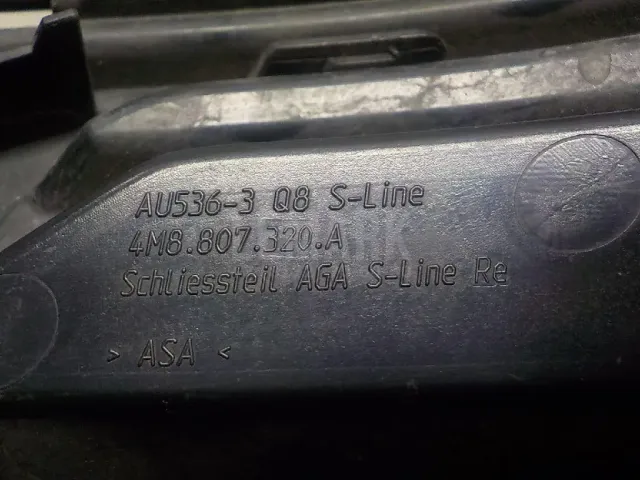 AU536-3 Q8 S-Line
4M8.807.320.A
Schliessteil AGA S-Line Re
> ASA <